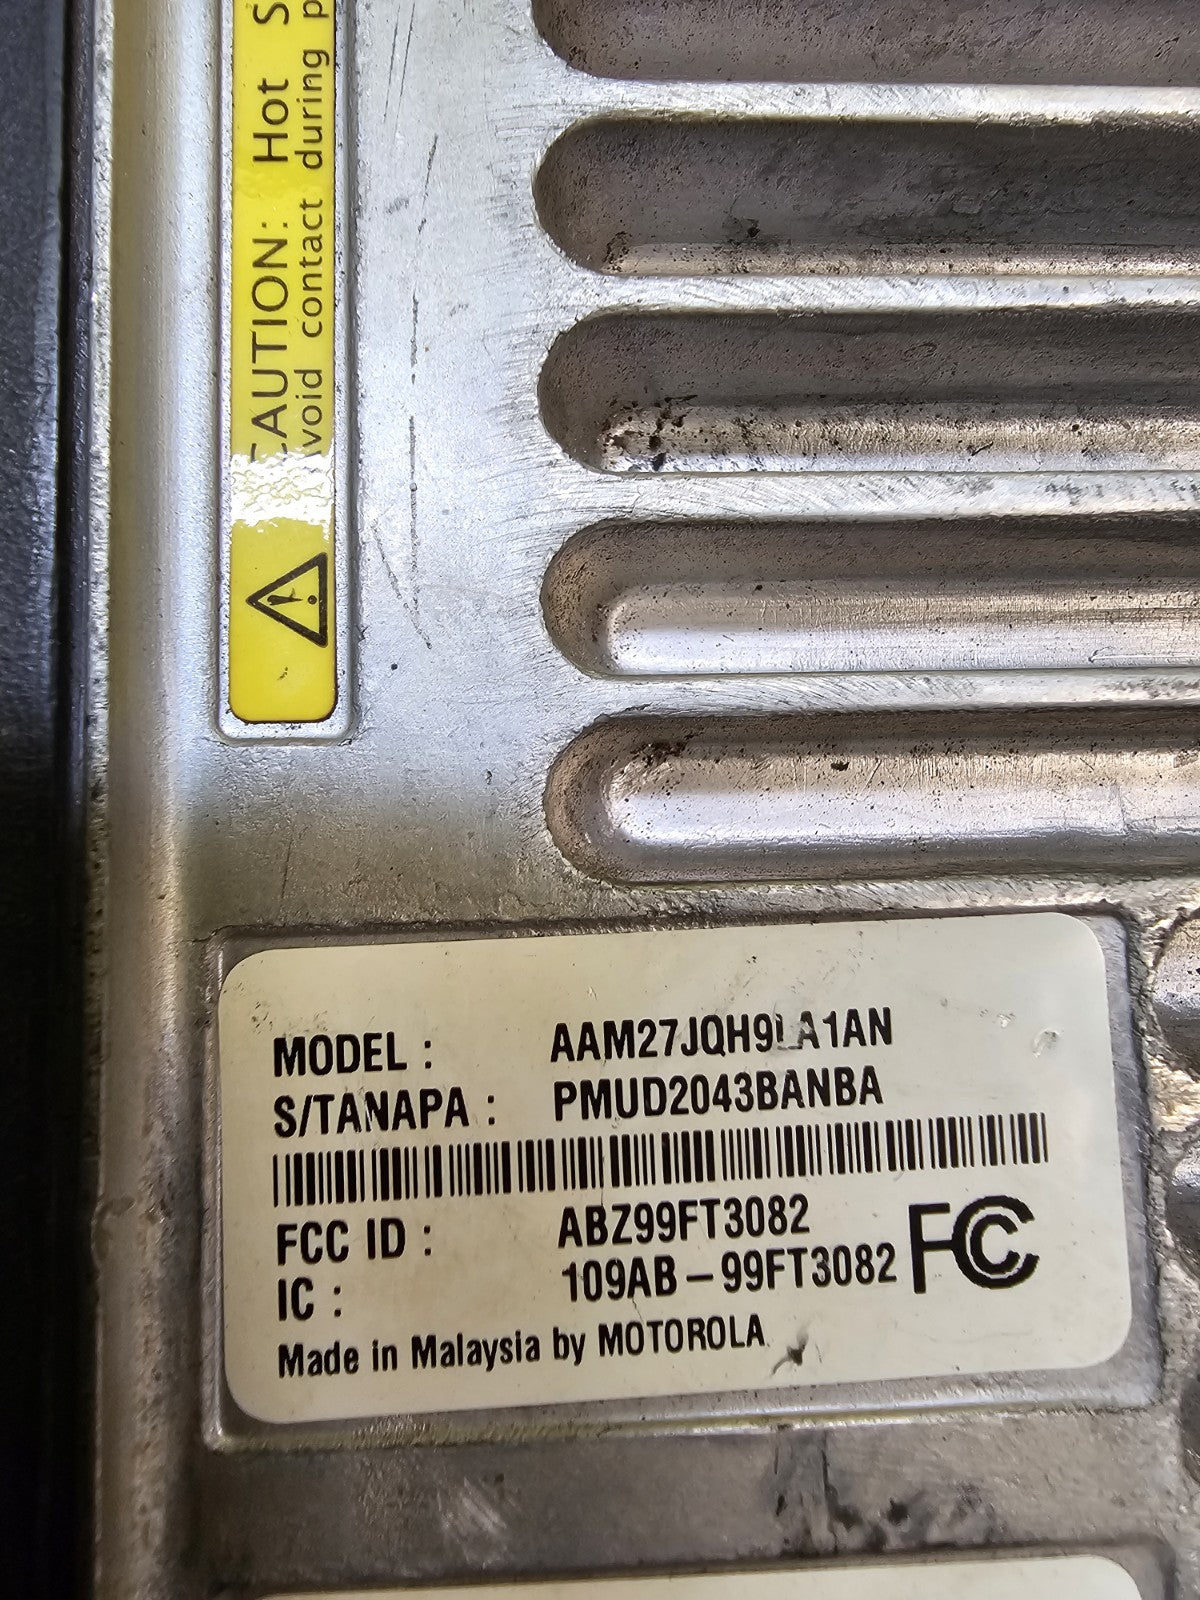 CAUTION: Hot S
Avoid contact during p
MODEL : AAM27JQH9LA1AN
S/TANAPA : PMUD2043BANBA
FCC ID : ABZ99FT3082
IC : 109AB-99FT3082
FC
Made in Malaysia by MOTOROLA